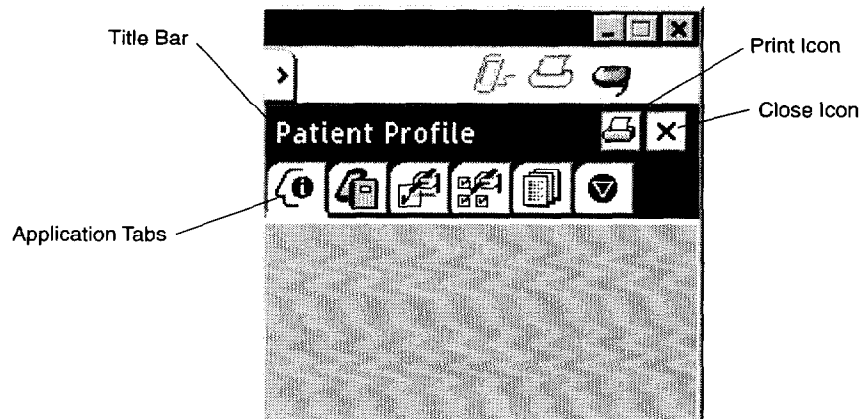 Title Bar
Print Icon
Close Icon
Patient Profile
Application Tabs